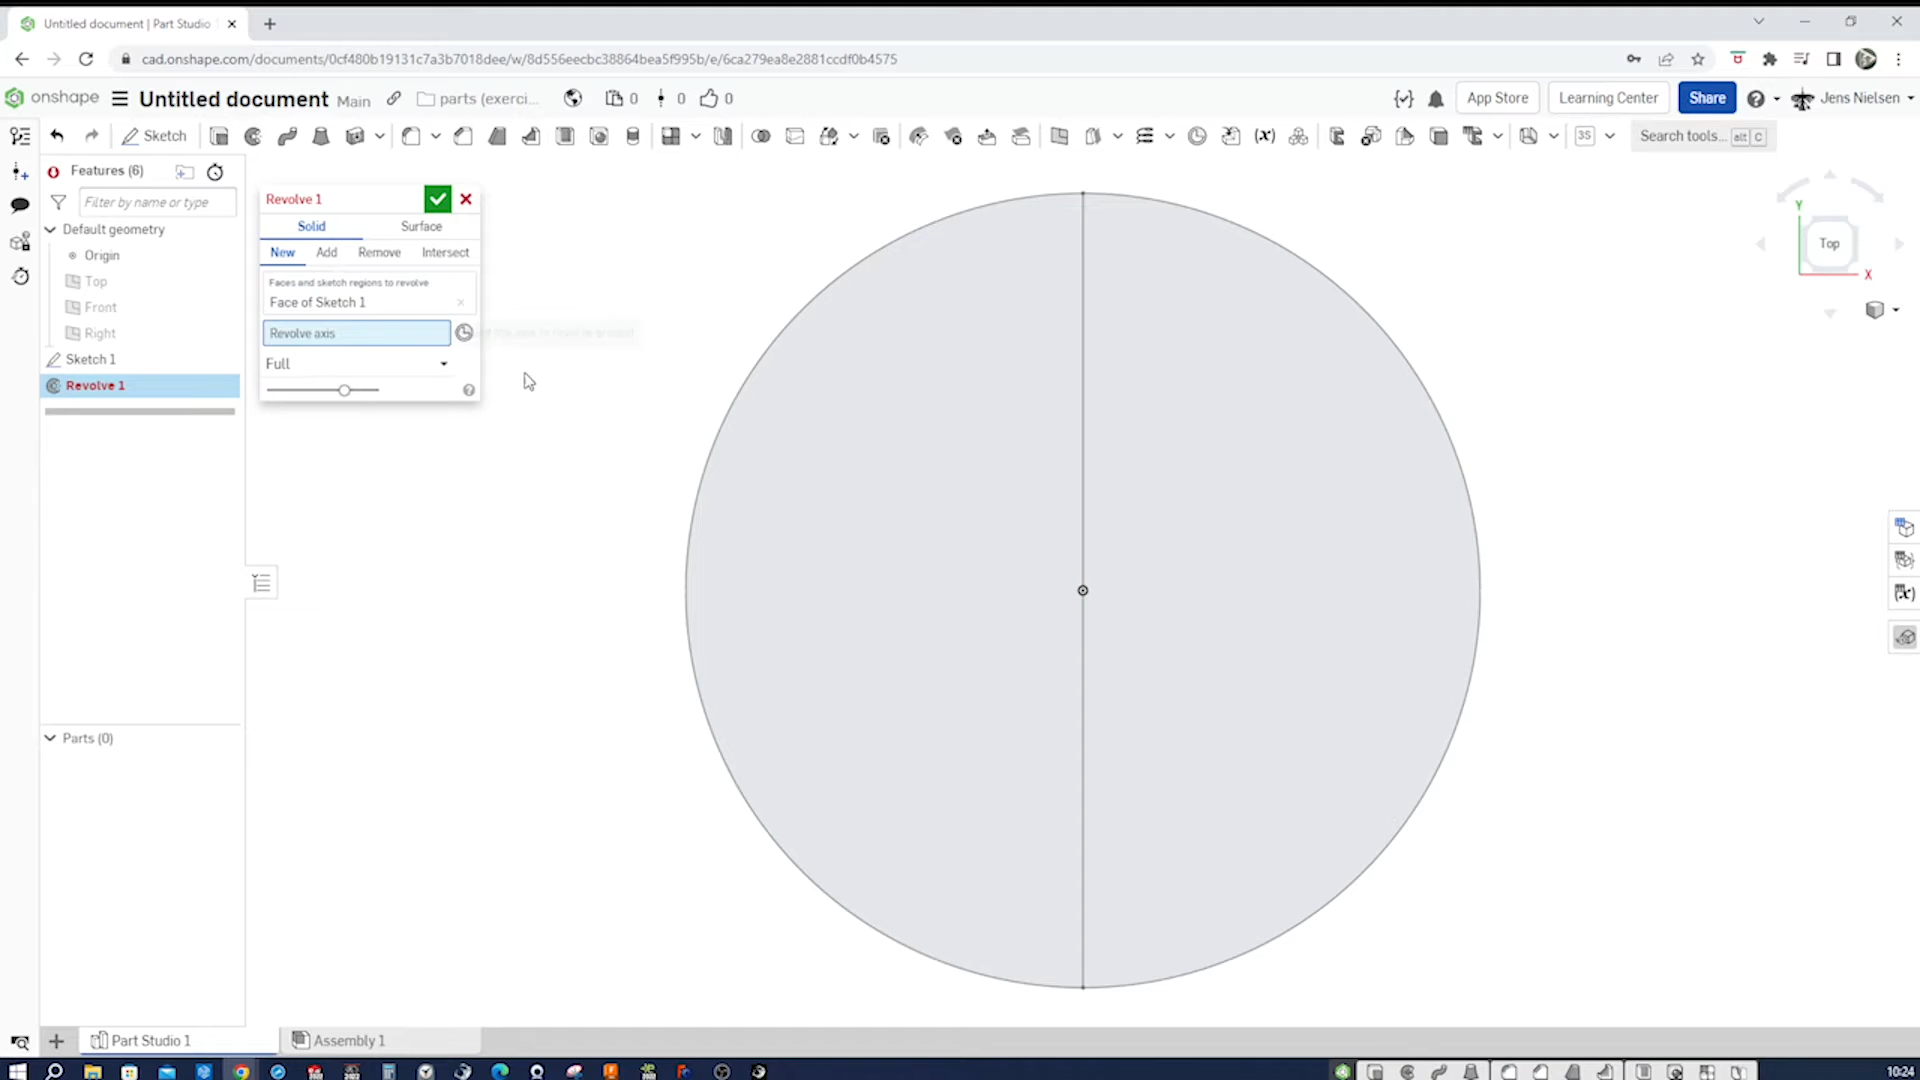 Untitled document | Part Studio
cad.onshape.com/documents/0cf480b19131c7a3b7018dee/w/8d556eecbc38864bea5f995b/e/6ca279ea8e2881ccdf0b4575
onshape Untitled document Main parts (exerci... 0 0 0 App Store Learning Center Share Jens Nielsen
Sketch (x) 3S Search tools... alt C
Features (6)
Filter by name or type
Default geometry
Origin
Top
Front
Right
Sketch 1
Revolve 1
Revolve 1
Solid Surface
New Add Remove Intersect
Faces and sketch regions to revolve
Face of Sketch 1
Revolve axis
Full
Y
Top
X
(x)
Parts (0)
Part Studio 1 Assembly 1
10:24